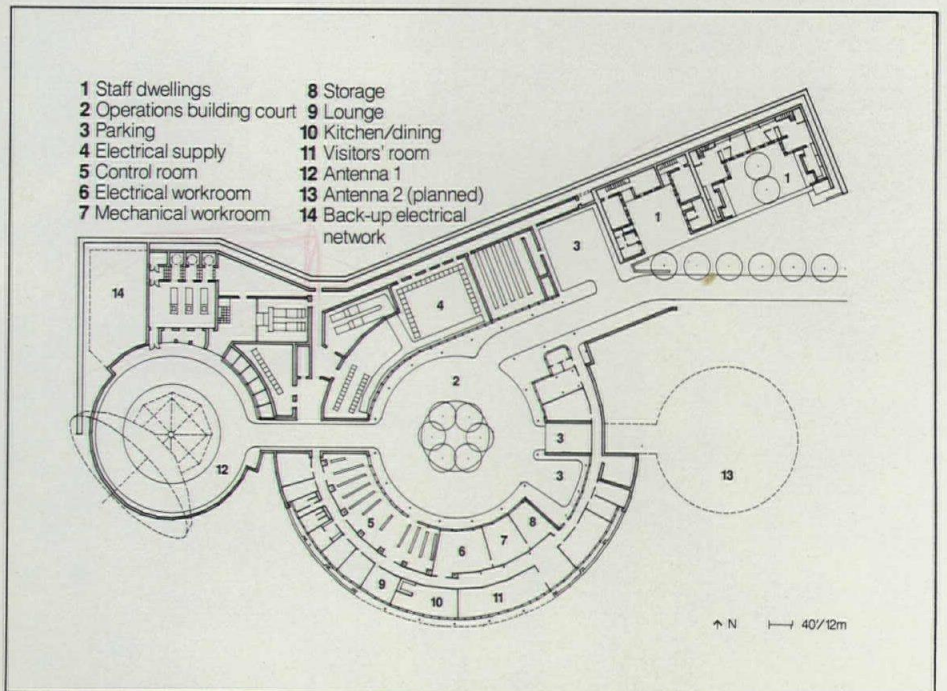 1 Staff dwellings
2 Operations building court
3 Parking
4 Electrical supply
5 Control room
6 Electrical workroom
7 Mechanical workroom
8 Storage
9 Lounge
10 Kitchen/dining
11 Visitors' room
12 Antenna 1
13 Antenna 2 (planned)
14 Back-up electrical
network
1
1
3
14
4
2
3
12
3
13
5
8
7
6
9
10
11
↑ N 40'/12m